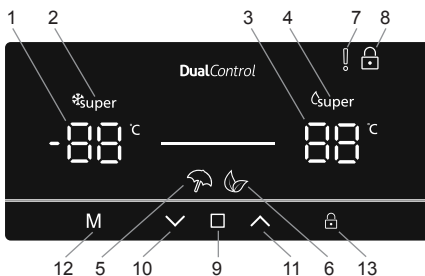 1 2 3 4 7 8
DualControl
super super
-88 °C 88 °C
M
12 5 10 9 11 6 13